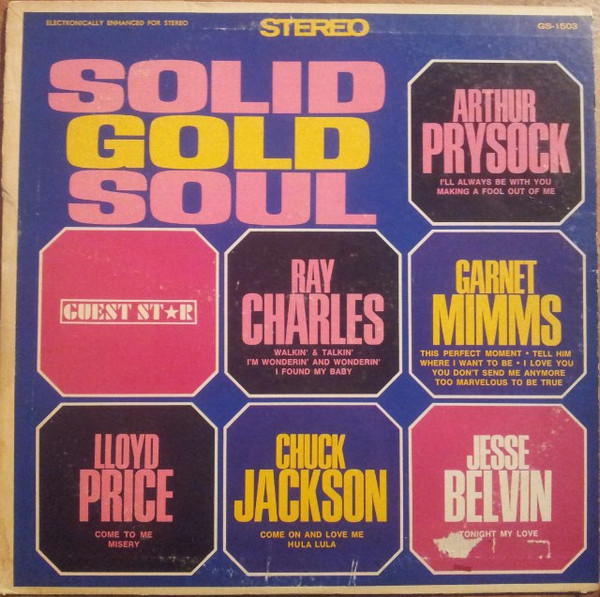 ELECTRONICALLY ENHANCED FOR STEREO
STEREO
GS-1503
SOLID
GOLD
SOUL
ARTHUR
PRYSOCK
I'LL ALWAYS BE WITH YOU
MAKING A FOOL OUT OF ME
GUEST ST★R
RAY
CHARLES
WALKIN' & TALKIN'
I'M WONDERIN' AND WONDERIN'
I FOUND MY BABY
GARNET
MIMMS
THIS PERFECT MOMENT • TELL HIM
WHERE I WANT TO BE • I LOVE YOU
YOU DON'T SEND ME ANYMORE
TOO MARVELOUS TO BE TRUE
LLOYD
PRICE
COME TO ME
MISERY
CHUCK
JACKSON
COME ON AND LOVE ME
HULA LULA
JESSE
BELVIN
TONIGHT MY LOVE